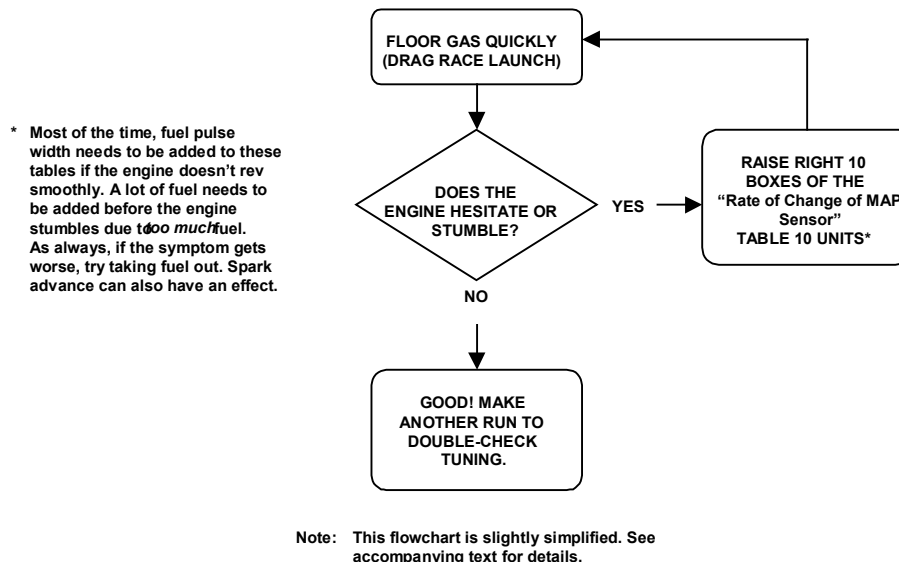 FLOOR GAS QUICKLY
(DRAG RACE LAUNCH)
* Most of the time, fuel pulse
width needs to be added to these
tables if the engine doesn't rev
smoothly. A lot of fuel needs to
be added before the engine
stumbles due to too much fuel.
As always, if the symptom gets
worse, try taking fuel out. Spark
advance can also have an effect.
DOES THE
ENGINE HESITATE OR
STUMBLE?
YES
RAISE RIGHT 10
BOXES OF THE
“Rate of Change of MAP
Sensor”
TABLE 10 UNITS*
NO
GOOD! MAKE
ANOTHER RUN TO
DOUBLE-CHECK
TUNING.
Note: This flowchart is slightly simplified. See
accompanying text for details.